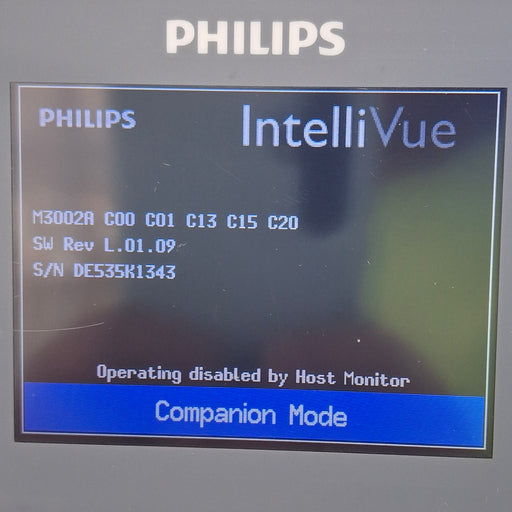 PHILIPS
PHILIPS IntelliVue
M3002A C00 C01 C13 C15 C20
SW Rev L.01.09
S/N DE535K1343
Operating disabled by Host Monitor
Companion Mode